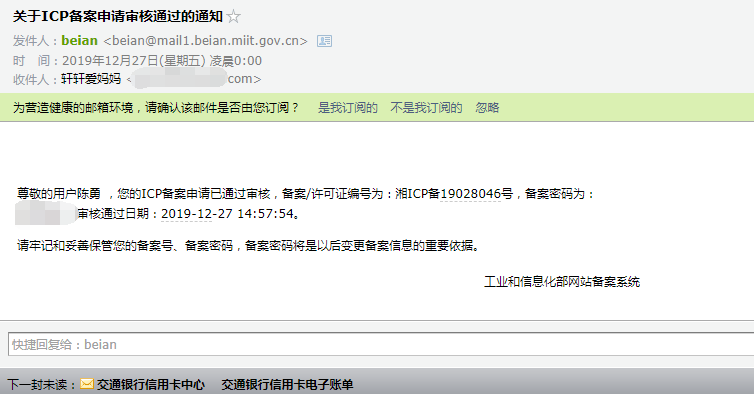 关于ICP备案申请审核通过的通知☆
发件人：beian <beian@mail1.beian.miit.gov.cn>
时　间：2019年12月27日(星期五) 凌晨0:00
收件人：轩轩爱妈妈 < com>
为营造健康的邮箱环境，请确认该邮件是否由您订阅？ 是我订阅的 不是我订阅的 忽略
尊敬的用户陈勇 ，您的ICP备案申请已通过审核，备案/许可证编号为：湘ICP备19028046号，备案密码为：
审核通过日期：2019-12-27 14:57:54。
请牢记和妥善保管您的备案号、备案密码，备案密码将是以后变更备案信息的重要依据。
工业和信息化部网站备案系统
快捷回复给：beian
下一封未读： 交通银行信用卡中心 交通银行信用卡电子账单